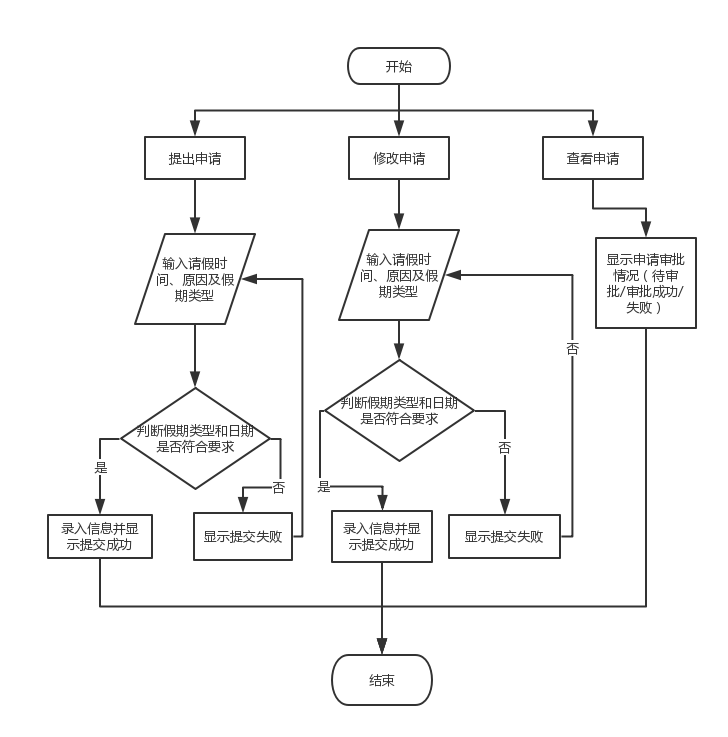 开始
提出申请
修改申请
查看申请
输入请假时
间、原因及假
期类型
输入请假时
间、原因及假
期类型
显示申请审批
情况（待审
批/审批成功/
失败）
否
判断假期类型和日期
是否符合要求
判断假期类型和日期
是否符合要求
是
否
是
否
录入信息并显
示提交成功
显示提交失败
录入信息并显
示提交成功
显示提交失败
结束